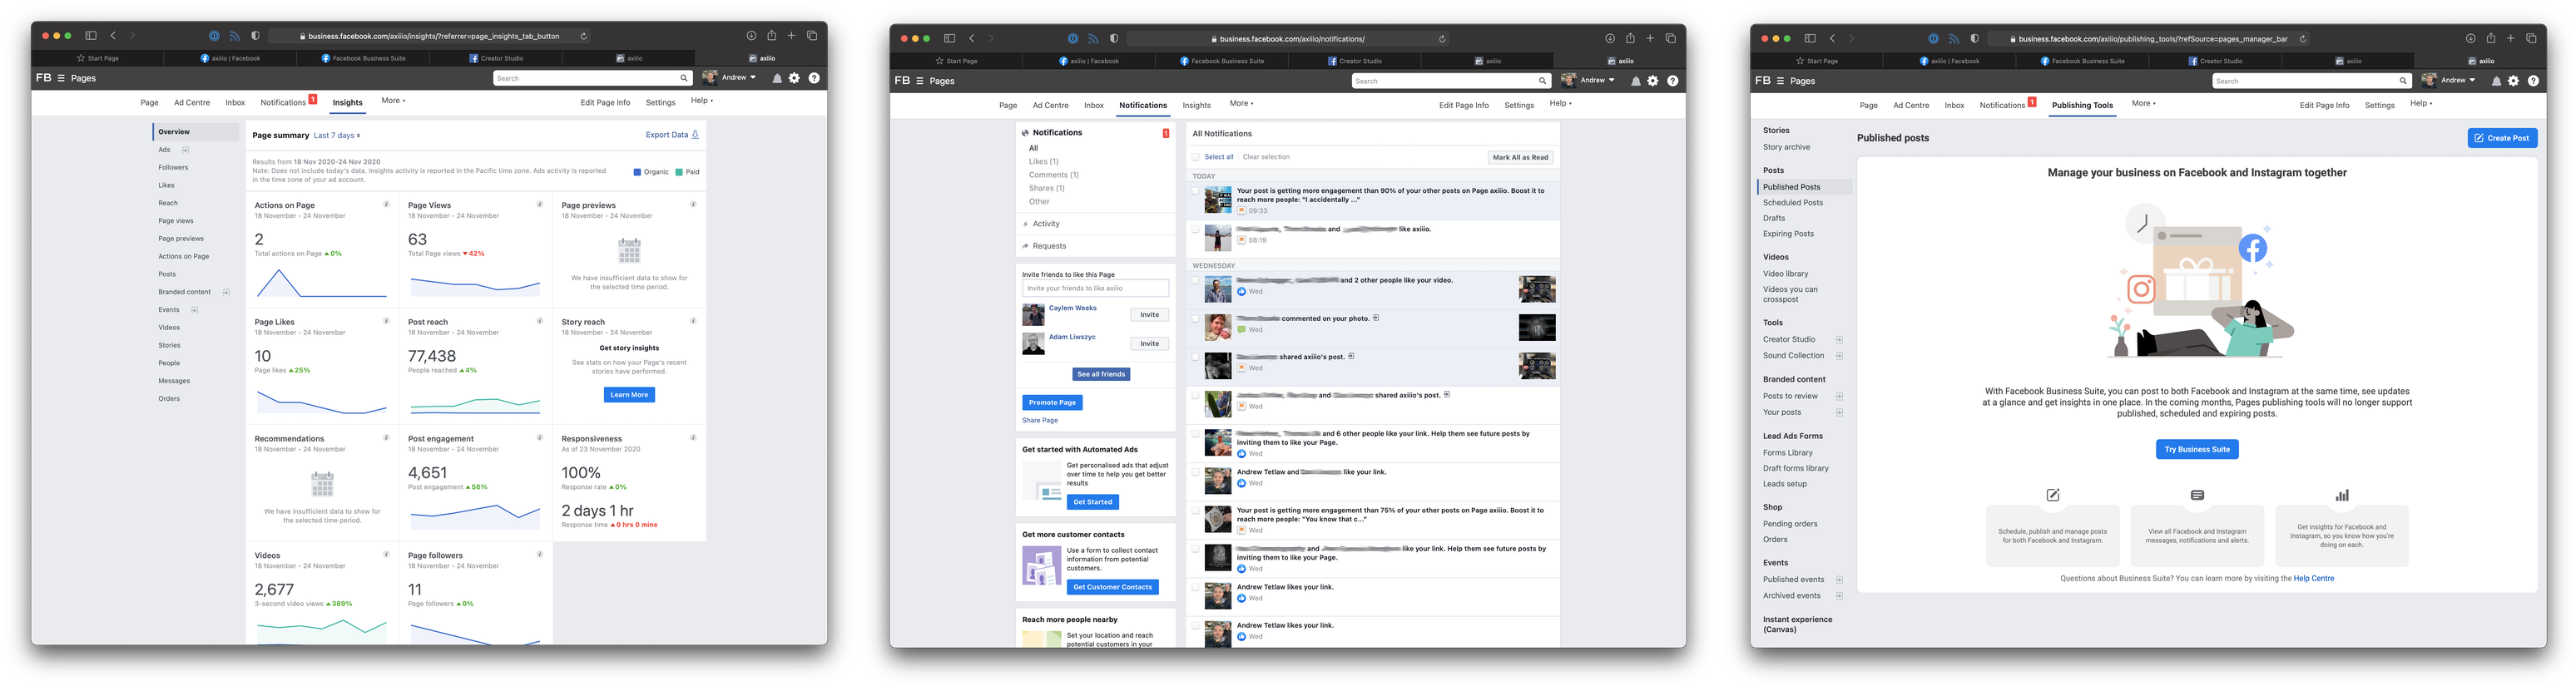 business.facebook.com/axiiio/insights/?referrer=page_insights_tab_button
Start Page
axiiio | Facebook
Facebook Business Suite
Creator Studio
axiiio
axiiio
FB Pages
Search
Andrew
Page
Ad Centre
Inbox
Notifications 1
Insights
More
Edit Page Info
Settings
Help
Overview
Ads
Followers
Likes
Reach
Page views
Page previews
Actions on Page
Posts
Branded content
Events
Videos
Stories
People
Messages
Orders
Page summary Last 7 days
Export Data
Results from 18 Nov 2020-24 Nov 2020
Note: Does not include today's data. Insights activity is reported in the Pacific time zone. Ads activity is reported
in the time zone of your ad account.
Organic Paid
Actions on Page
18 November - 24 November
2
Total actions on Page 0%
Page Views
18 November - 24 November
63
Total Page views 42%
Page previews
18 November - 24 November
We have insufficient data to show for
the selected time period.
Page Likes
18 November - 24 November
10
Page likes 25%
Post reach
18 November - 24 November
77,438
People reached 4%
Story reach
18 November - 24 November
Get story insights
See stats on how your Page's recent
stories have performed.
Learn More
Recommendations
18 November - 24 November
We have insufficient data to show for
the selected time period.
Post engagement
18 November - 24 November
4,651
Post engagement 56%
Responsiveness
As of 23 November 2020
100%
Response rate 0%
2 days 1 hr
Response time 0 hrs 0 mins
Videos
18 November - 24 November
2,677
3-second video views 389%
Page followers
18 November - 24 November
11
Page followers 0%
business.facebook.com/axiiio/notifications/
Start Page
axiiio | Facebook
Facebook Business Suite
Creator Studio
axiiio
axiiio
FB Pages
Search
Andrew
Page
Ad Centre
Inbox
Notifications
Insights
More
Edit Page Info
Settings
Help
Notifications 1
All
Likes (1)
Comments (1)
Shares (1)
Other
Activity
Requests
Invite friends to like this Page
Invite your friends to like axiiio
Caylem Weeks
Invite
Adam Liwszyc
Invite
See all friends
Promote Page
Share Page
Get started with Automated Ads
Get personalised ads that adjust
over time to help you get better
results
Get Started
Get more customer contacts
Use a form to collect contact
information from potential
customers.
Get Customer Contacts
Reach more people nearby
Set your location and reach
potential customers in your
All Notifications
Select all
Clear selection
Mark All as Read
TODAY
Your post is getting more engagement than 90% of your other posts on Page axiiio. Boost it to
reach more people: "I accidentally ..."
09:33
and like axiiio.
08:19
WEDNESDAY
and 2 other people like your video.
Wed
commented on your photo.
Wed
shared axiiio's post.
Wed
and shared axiiio's post.
Wed
and 6 other people like your link. Help them see future posts by
inviting them to like your Page.
Wed
Andrew Tetlaw and like your link.
Wed
Your post is getting more engagement than 75% of your other posts on Page axiiio. Boost it to
reach more people: "You know that c..."
Wed
and like your link. Help them see future posts by
inviting them to like your Page.
Wed
Andrew Tetlaw likes your link.
Wed
Andrew Tetlaw likes your link.
Wed
business.facebook.com/axiiio/publishing_tools/?refSource=pages_manager_bar
Start Page
axiiio | Facebook
Facebook Business Suite
Creator Studio
axiiio
axiiio
FB Pages
Search
Andrew
Page
Ad Centre
Inbox
Notifications 1
Publishing Tools
More
Edit Page Info
Settings
Help
Stories
Story archive
Posts
Published Posts
Scheduled Posts
Drafts
Expiring Posts
Videos
Video library
Videos you can
crosspost
Tools
Creator Studio
Sound Collection
Branded content
Posts to review
Your posts
Lead Ads Forms
Forms Library
Draft forms library
Leads setup
Shop
Pending orders
Orders
Events
Published events
Archived events
Instant experience
(Canvas)
Published posts
Create Post
Manage your business on Facebook and Instagram together
With Facebook Business Suite, you can post to both Facebook and Instagram at the same time, see updates
at a glance and get insights in one place. In the coming months, Pages publishing tools will no longer support
published, scheduled and expiring posts.
Try Business Suite
Schedule, publish and manage posts
for both Facebook and Instagram.
View all Facebook and Instagram
messages, notifications and alerts.
Get insights for Facebook and
Instagram, so you know how you're
doing on each.
Questions about Business Suite? You can learn more by visiting the Help Centre